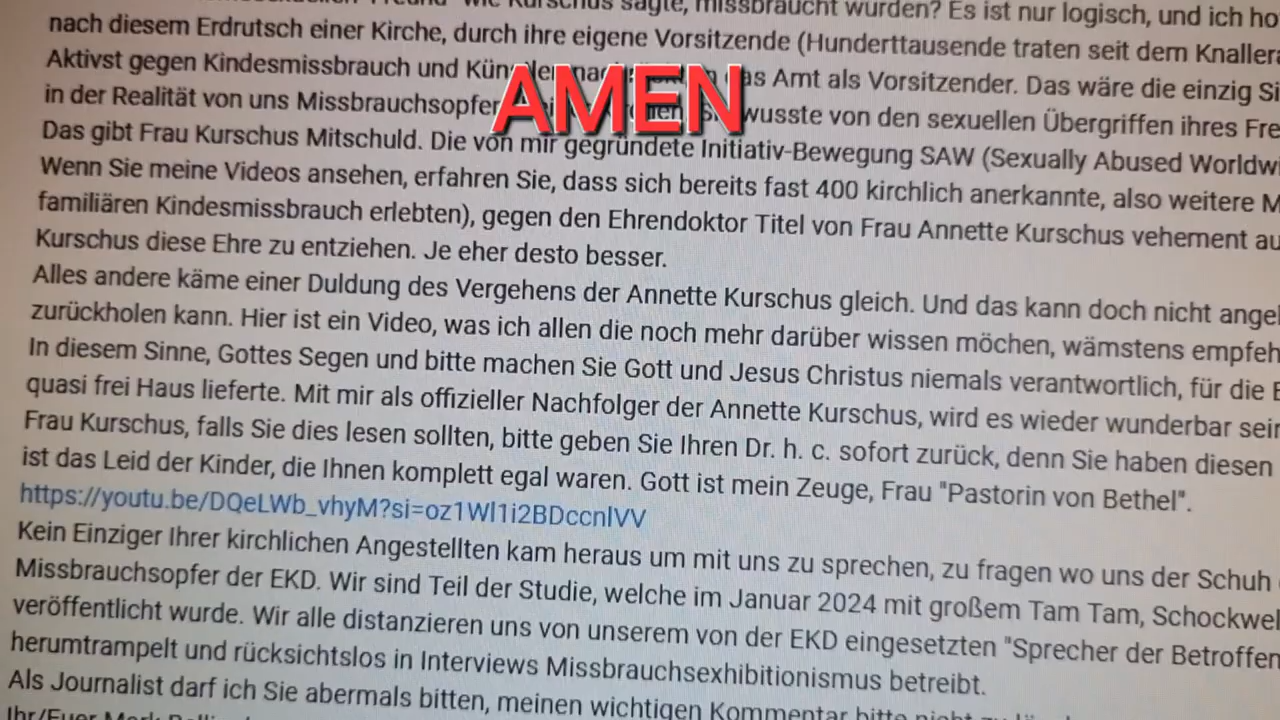 sagte, missbraucht wurden? Es ist nur logisch, und ich
nach diesem Erdrutsch einer Kirche, durch ihre eigene Vorsitzende (Hunderttausende traten seit dem
Aktivst gegen Kindesmissbrauch und Amt als Vorsitzender. Das wäre die einzig
AMEN
in der Realität von uns Missbrauchsopfer wusste von den sexuellen Übergriffen ihres
Das gibt Frau Kurschus Mitschuld. Die von mir gegründete Initiativ-Bewegung SAW (Sexually Abused
Wenn Sie meine Videos ansehen, erfahren Sie, dass sich bereits fast 400 kirchlich anerkannte, also weitere
familiären Kindesmissbrauch erlebten), gegen den Ehrendoktor Titel von Frau Annette Kurschus vehement
Kurschus diese Ehre zu entziehen. Je eher desto besser.
Alles andere käme einer Duldung des Vergehens der Annette Kurschus gleich. Und das kann doch nicht
zurückholen kann. Hier ist ein Video, was ich allen die noch mehr darüber wissen möchen, wämstens
In diesem Sinne, Gottes Segen und bitte machen Sie Gott und Jesus Christus niemals verantwortlich, für die
quasi frei Haus lieferte. Mit mir als offizieller Nachfolger der Annette Kurschus, wird es wieder wunderbar
Frau Kurschus, falls Sie dies lesen sollten, bitte geben Sie Ihren Dr. h. c. sofort zurück, denn Sie haben diesen
ist das Leid der Kinder, die Ihnen komplett egal waren. Gott ist mein Zeuge, Frau "Pastorin von Bethel".
https://youtu.be/DQeLWb_vhyM?si=oz1Wl1i2BDccnlVV
Kein Einziger Ihrer kirchlichen Angestellten kam heraus um mit uns zu sprechen, zu fragen wo uns der Schuh
Missbrauchsopfer der EKD. Wir sind Teil der Studie, welche im Januar 2024 mit großem Tam Tam,
veröffentlicht wurde. Wir alle distanzieren uns von unserem von der EKD eingesetzten "Sprecher der
herumtrampelt und rücksichtslos in Interviews Missbrauchsexhibitionismus betreibt.
Als Journalist darf ich Sie abermals bitten, meinen wichtigen Kommentar bitte